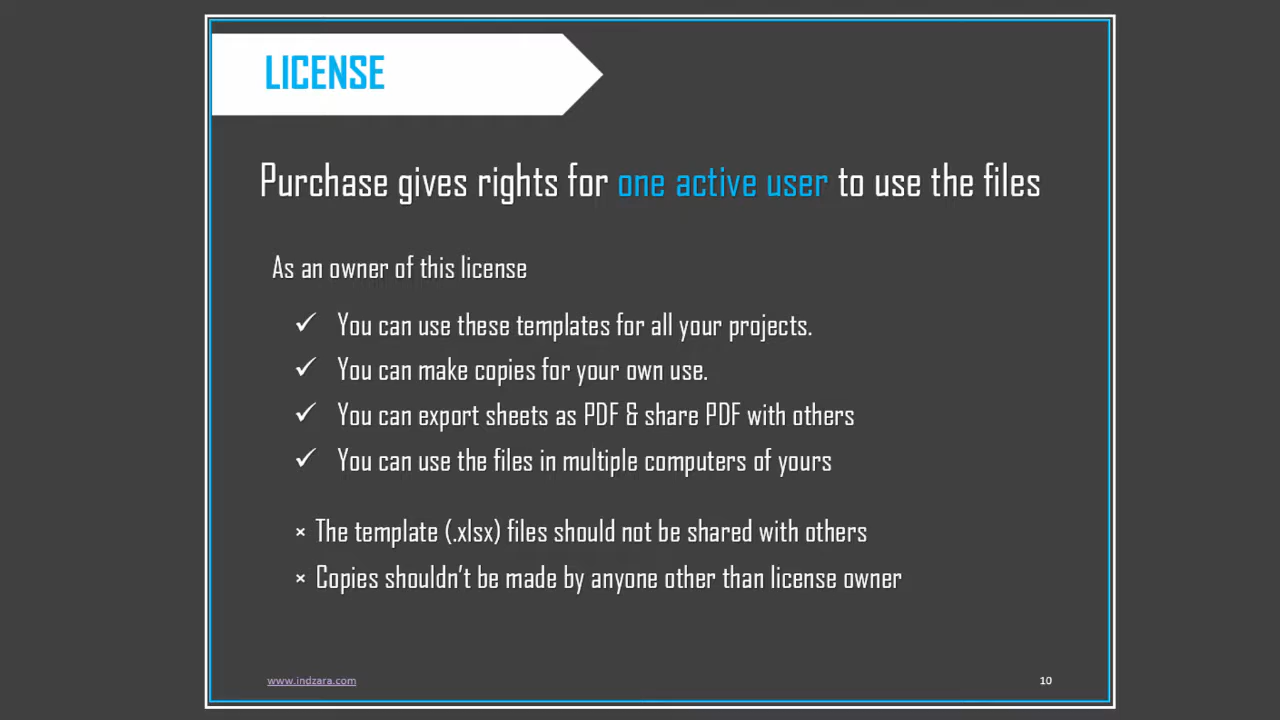 LICENSE
Purchase gives rights for one active user to use the files
As an owner of this license
✓ You can use these templates for all your projects.
✓ You can make copies for your own use.
✓ You can export sheets as PDF & share PDF with others
✓ You can use the files in multiple computers of yours
× The template (.xlsx) files should not be shared with others
× Copies shouldn't be made by anyone other than license owner
www.indzara.com
10